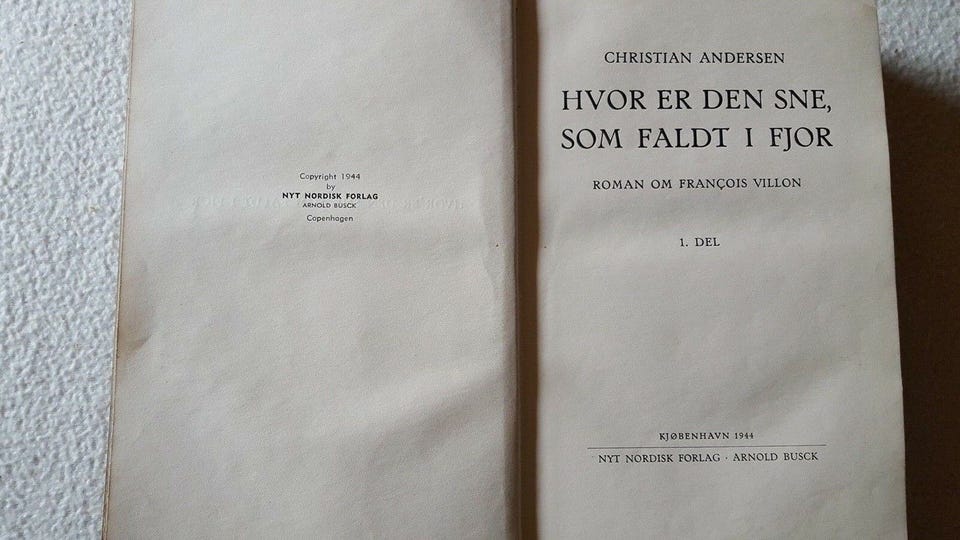 Copyright 1944
by
NYT NORDISK FORLAG
ARNOLD BUSCK
Copenhagen
CHRISTIAN ANDERSEN
HVOR ER DEN SNE,
SOM FALDT I FJOR
ROMAN OM FRANÇOIS VILLON
1. DEL
KJØBENHAVN 1944
NYT NORDISK FORLAG · ARNOLD BUSCK